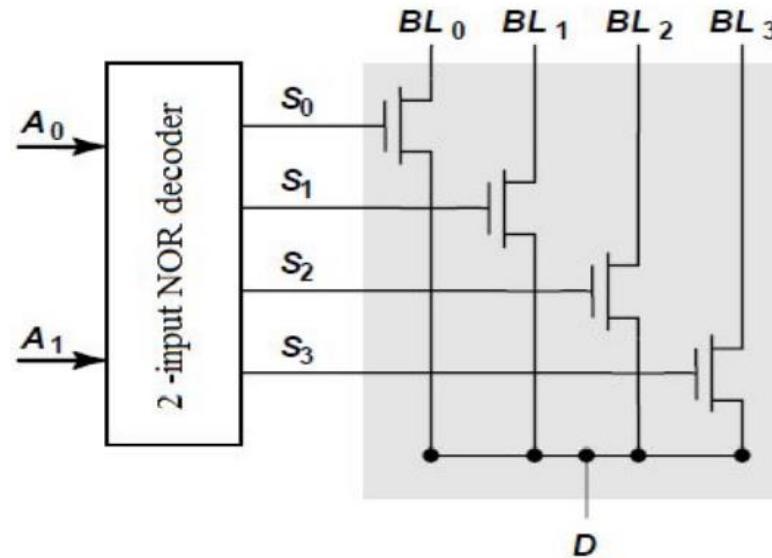 BL0 BL1 BL2 BL3
A0
A1
2 -input NOR decoder
S0
S1
S2
S3
D